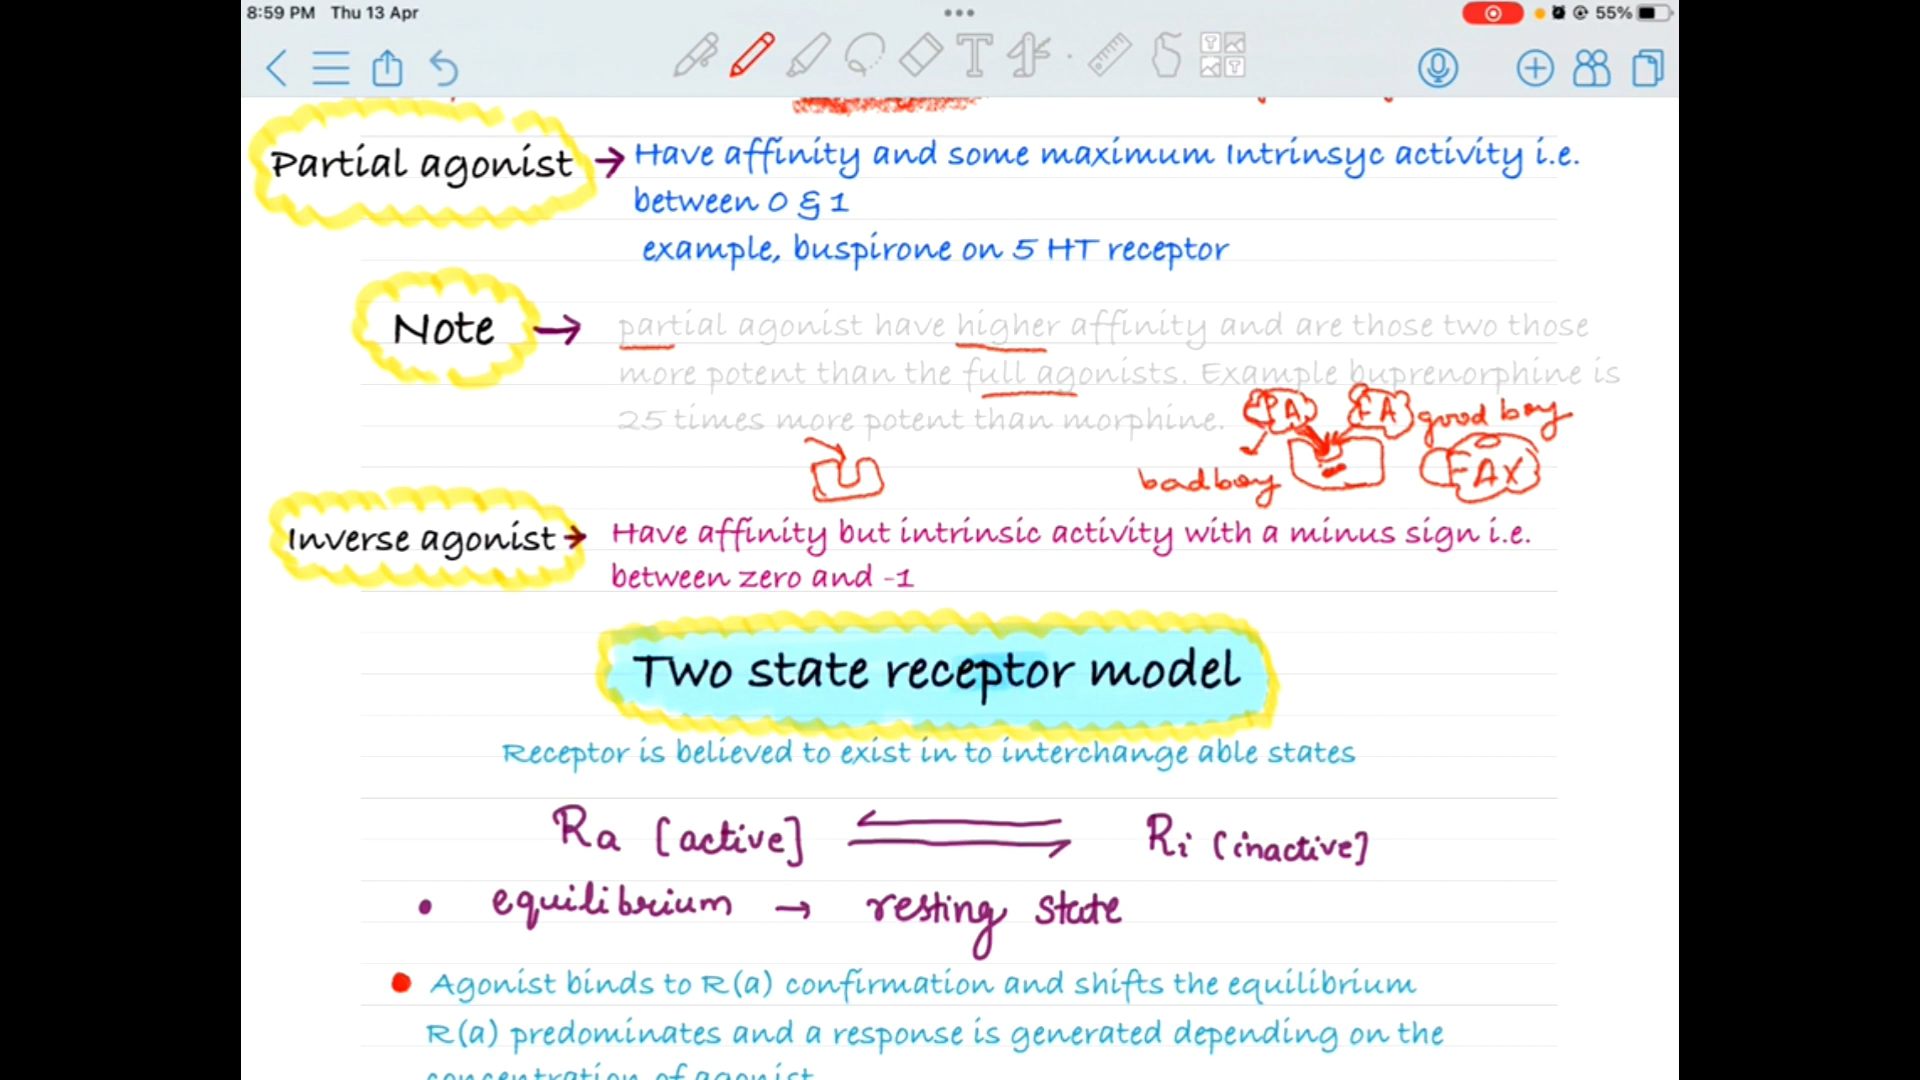 8:59 PM Thu 13 Apr
55%
Partial agonist → Have affinity and some maximum Intrinsyc activity i.e.
between 0 & 1
example, buspirone on 5 HT receptor
Note → partial agonist have higher affinity and are those two those
more potent than the full agonists. Example buprenorphine is
25 times more potent than morphine.
PA FA good boy
bad boy FAX
Inverse agonist → Have affinity but intrinsic activity with a minus sign i.e.
between zero and -1
Two state receptor model
Receptor is believed to exist in to interchange able states
Ra [active] ⇌ Ri [inactive]
• equilibrium → resting state
• Agonist binds to R(a) confirmation and shifts the equilibrium
R(a) predominates and a response is generated depending on the
concentration of agonist